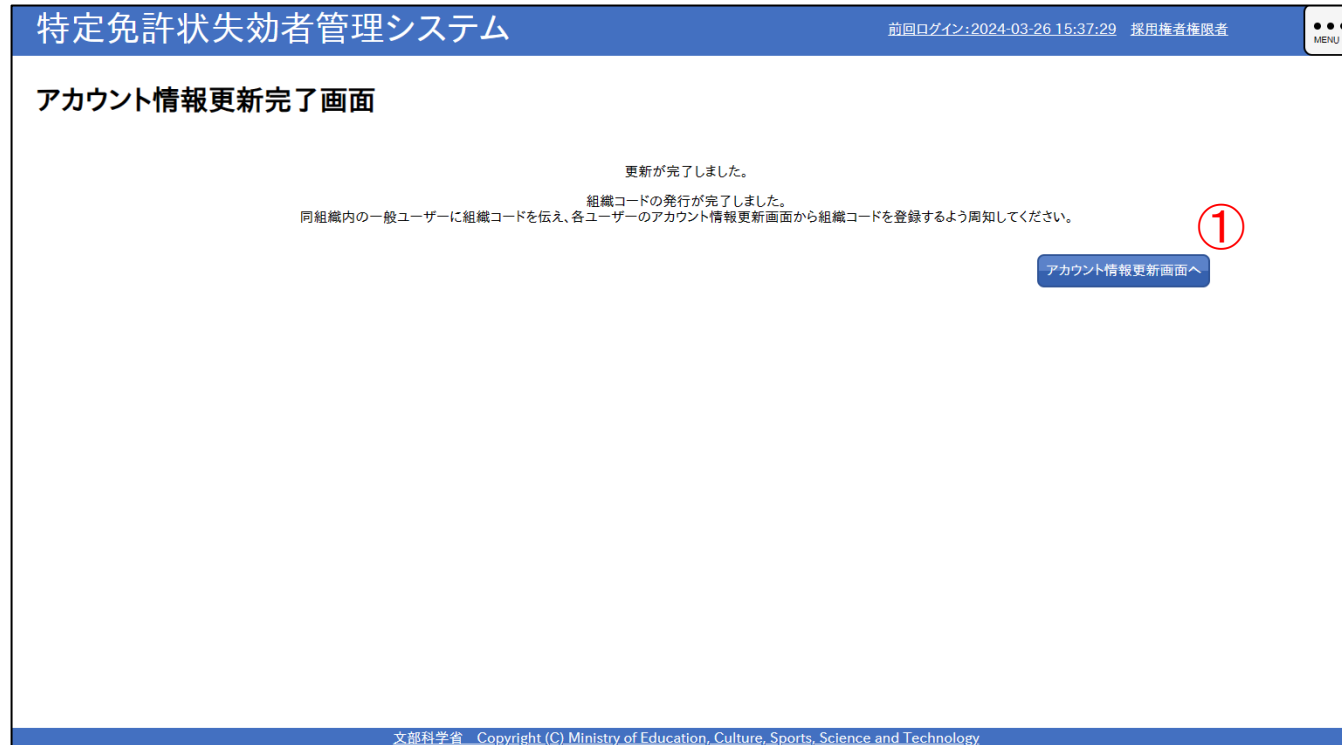 特定免許状失効者管理システム
前回ログイン:2024-03-26 15:37:29 採用権者権限者
MENU
アカウント情報更新完了画面
更新が完了しました。
組織コードの発行が完了しました。
同組織内の一般ユーザーに組織コードを伝え、各ユーザーのアカウント情報更新画面から組織コードを登録するよう周知してください。
①
アカウント情報更新画面へ
文部科学省 Copyright (C) Ministry of Education, Culture, Sports, Science and Technology